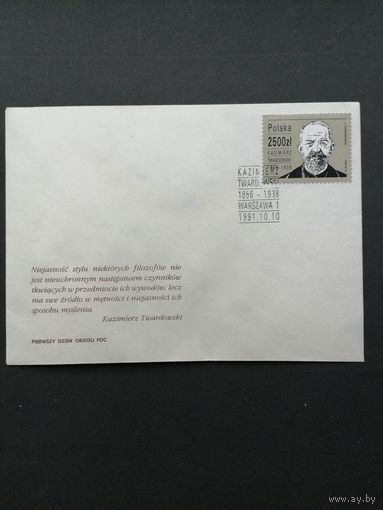 Polska
2500zł
KAZIMIERZ
TWARDOWSKI
1866 - 1938
KAZIMIERZ
TWARDOWSKI
1866 - 1938
WARSZAWA 1
1991.10.10
Niejasność stylu niektórych filozofów nie
jest nieuchronnym następstwem czynników
tkwiących w przedmiocie ich wywodów, lecz
ma swe źródło w mętności i niejasności ich
sposobu myślenia.
Kazimierz Twardowski
PIERWSZY DZIEŃ OBIEGU FDC
ay.by